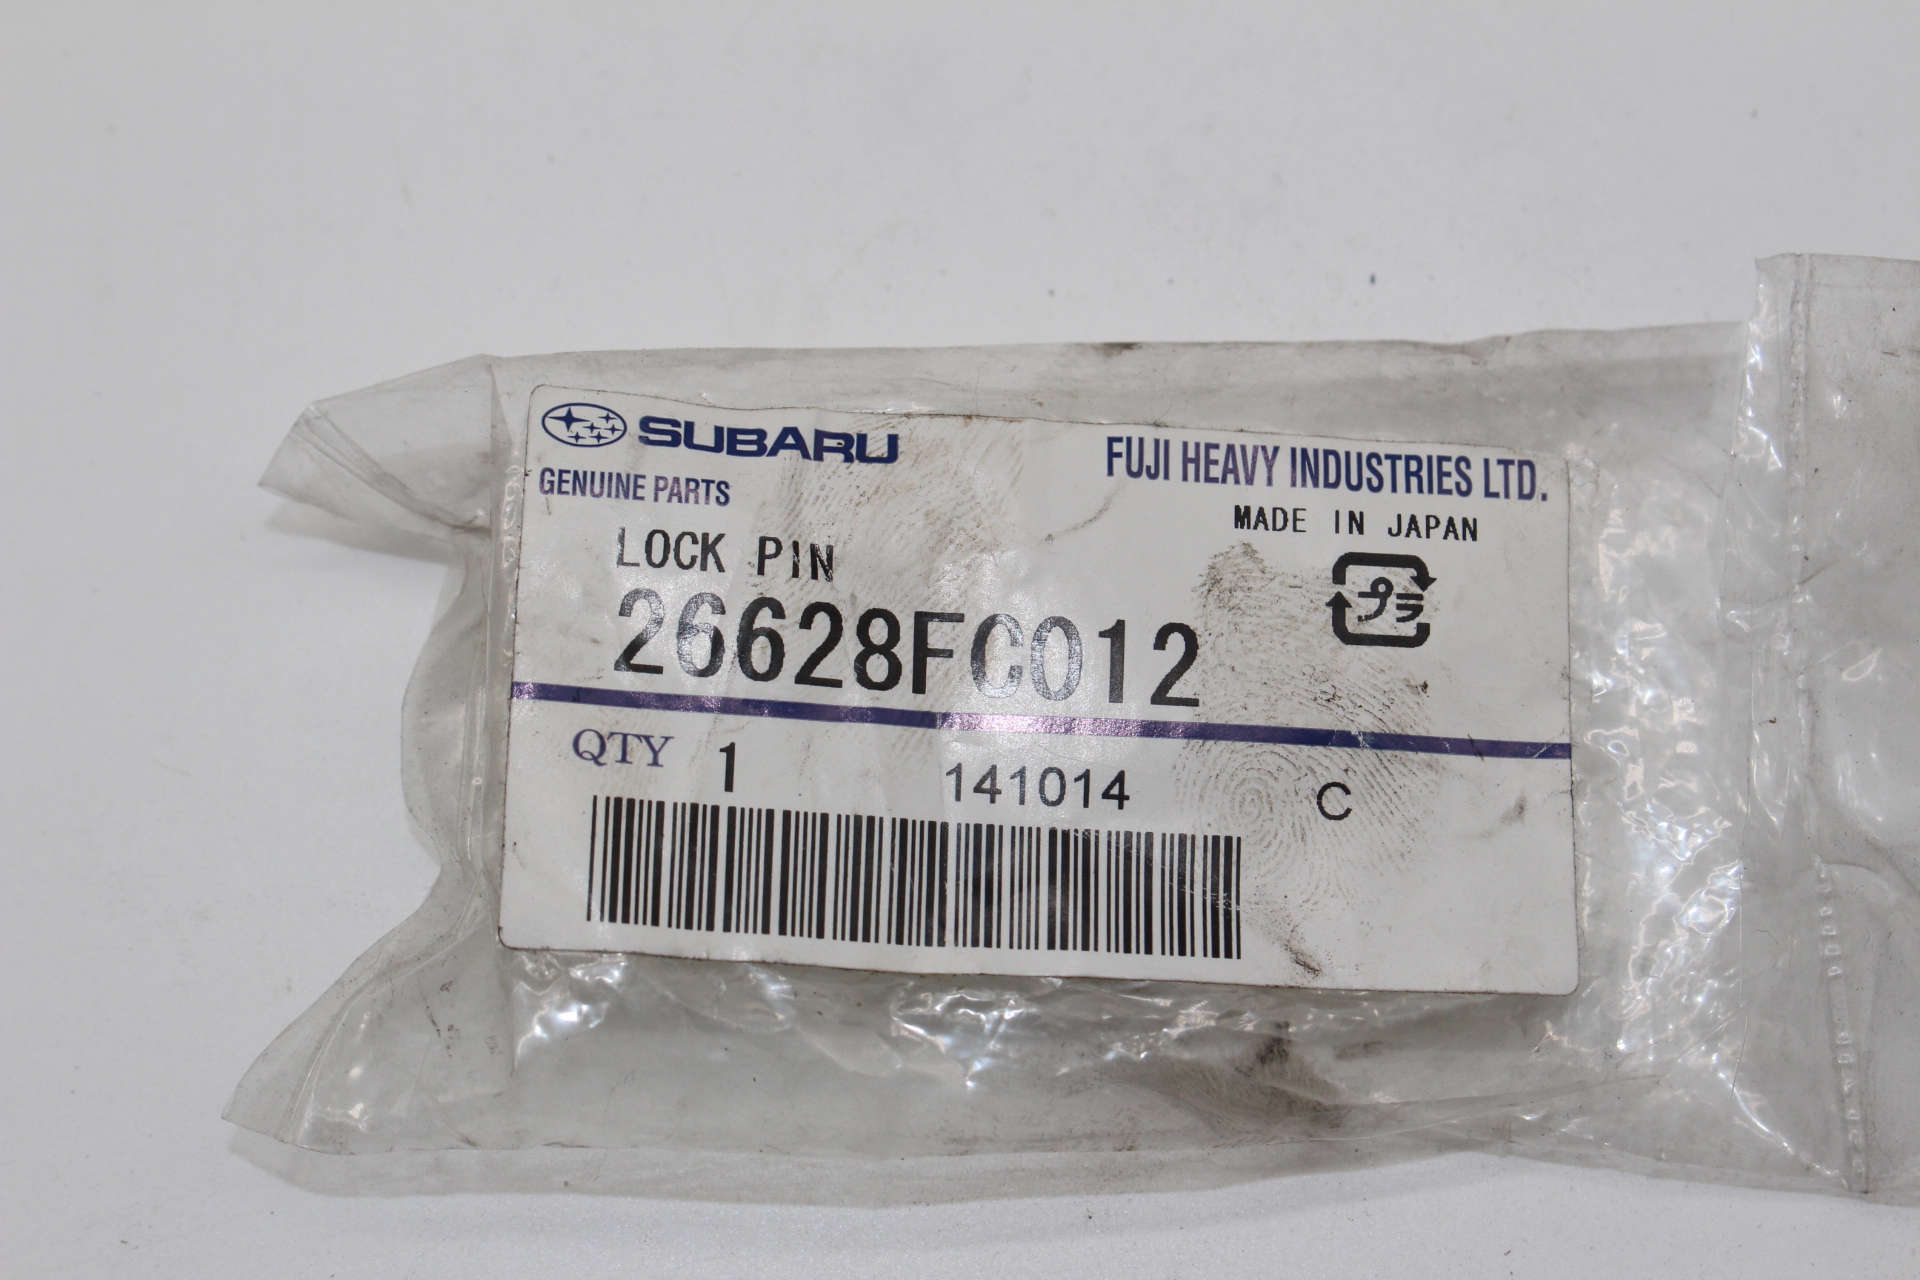 SUBARU
GENUINE PARTS
FUJI HEAVY INDUSTRIES LTD.
MADE IN JAPAN
LOCK PIN
プラ
26628FC012
QTY 1 141014 C